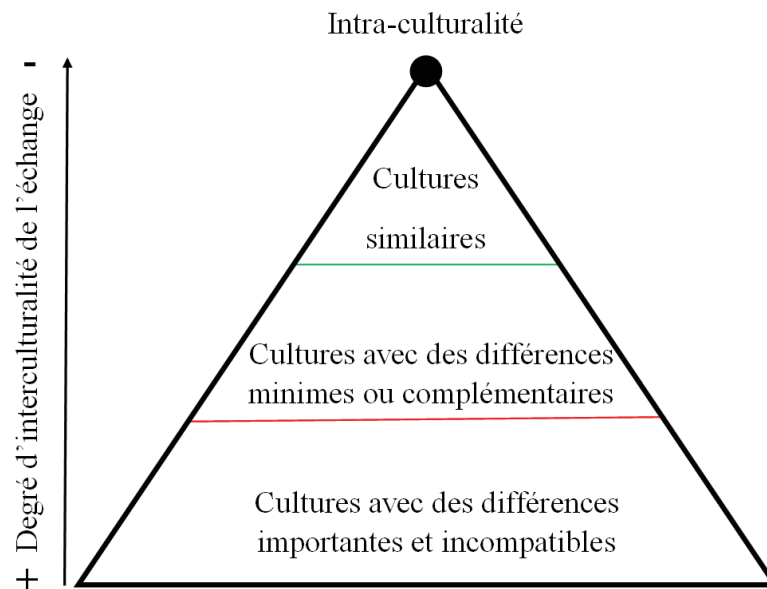 Intra-culturalité
+ Degré d'interculturalité de l'échange -
Cultures
similaires
Cultures avec des différences
minimes ou complémentaires
Cultures avec des différences
importantes et incompatibles